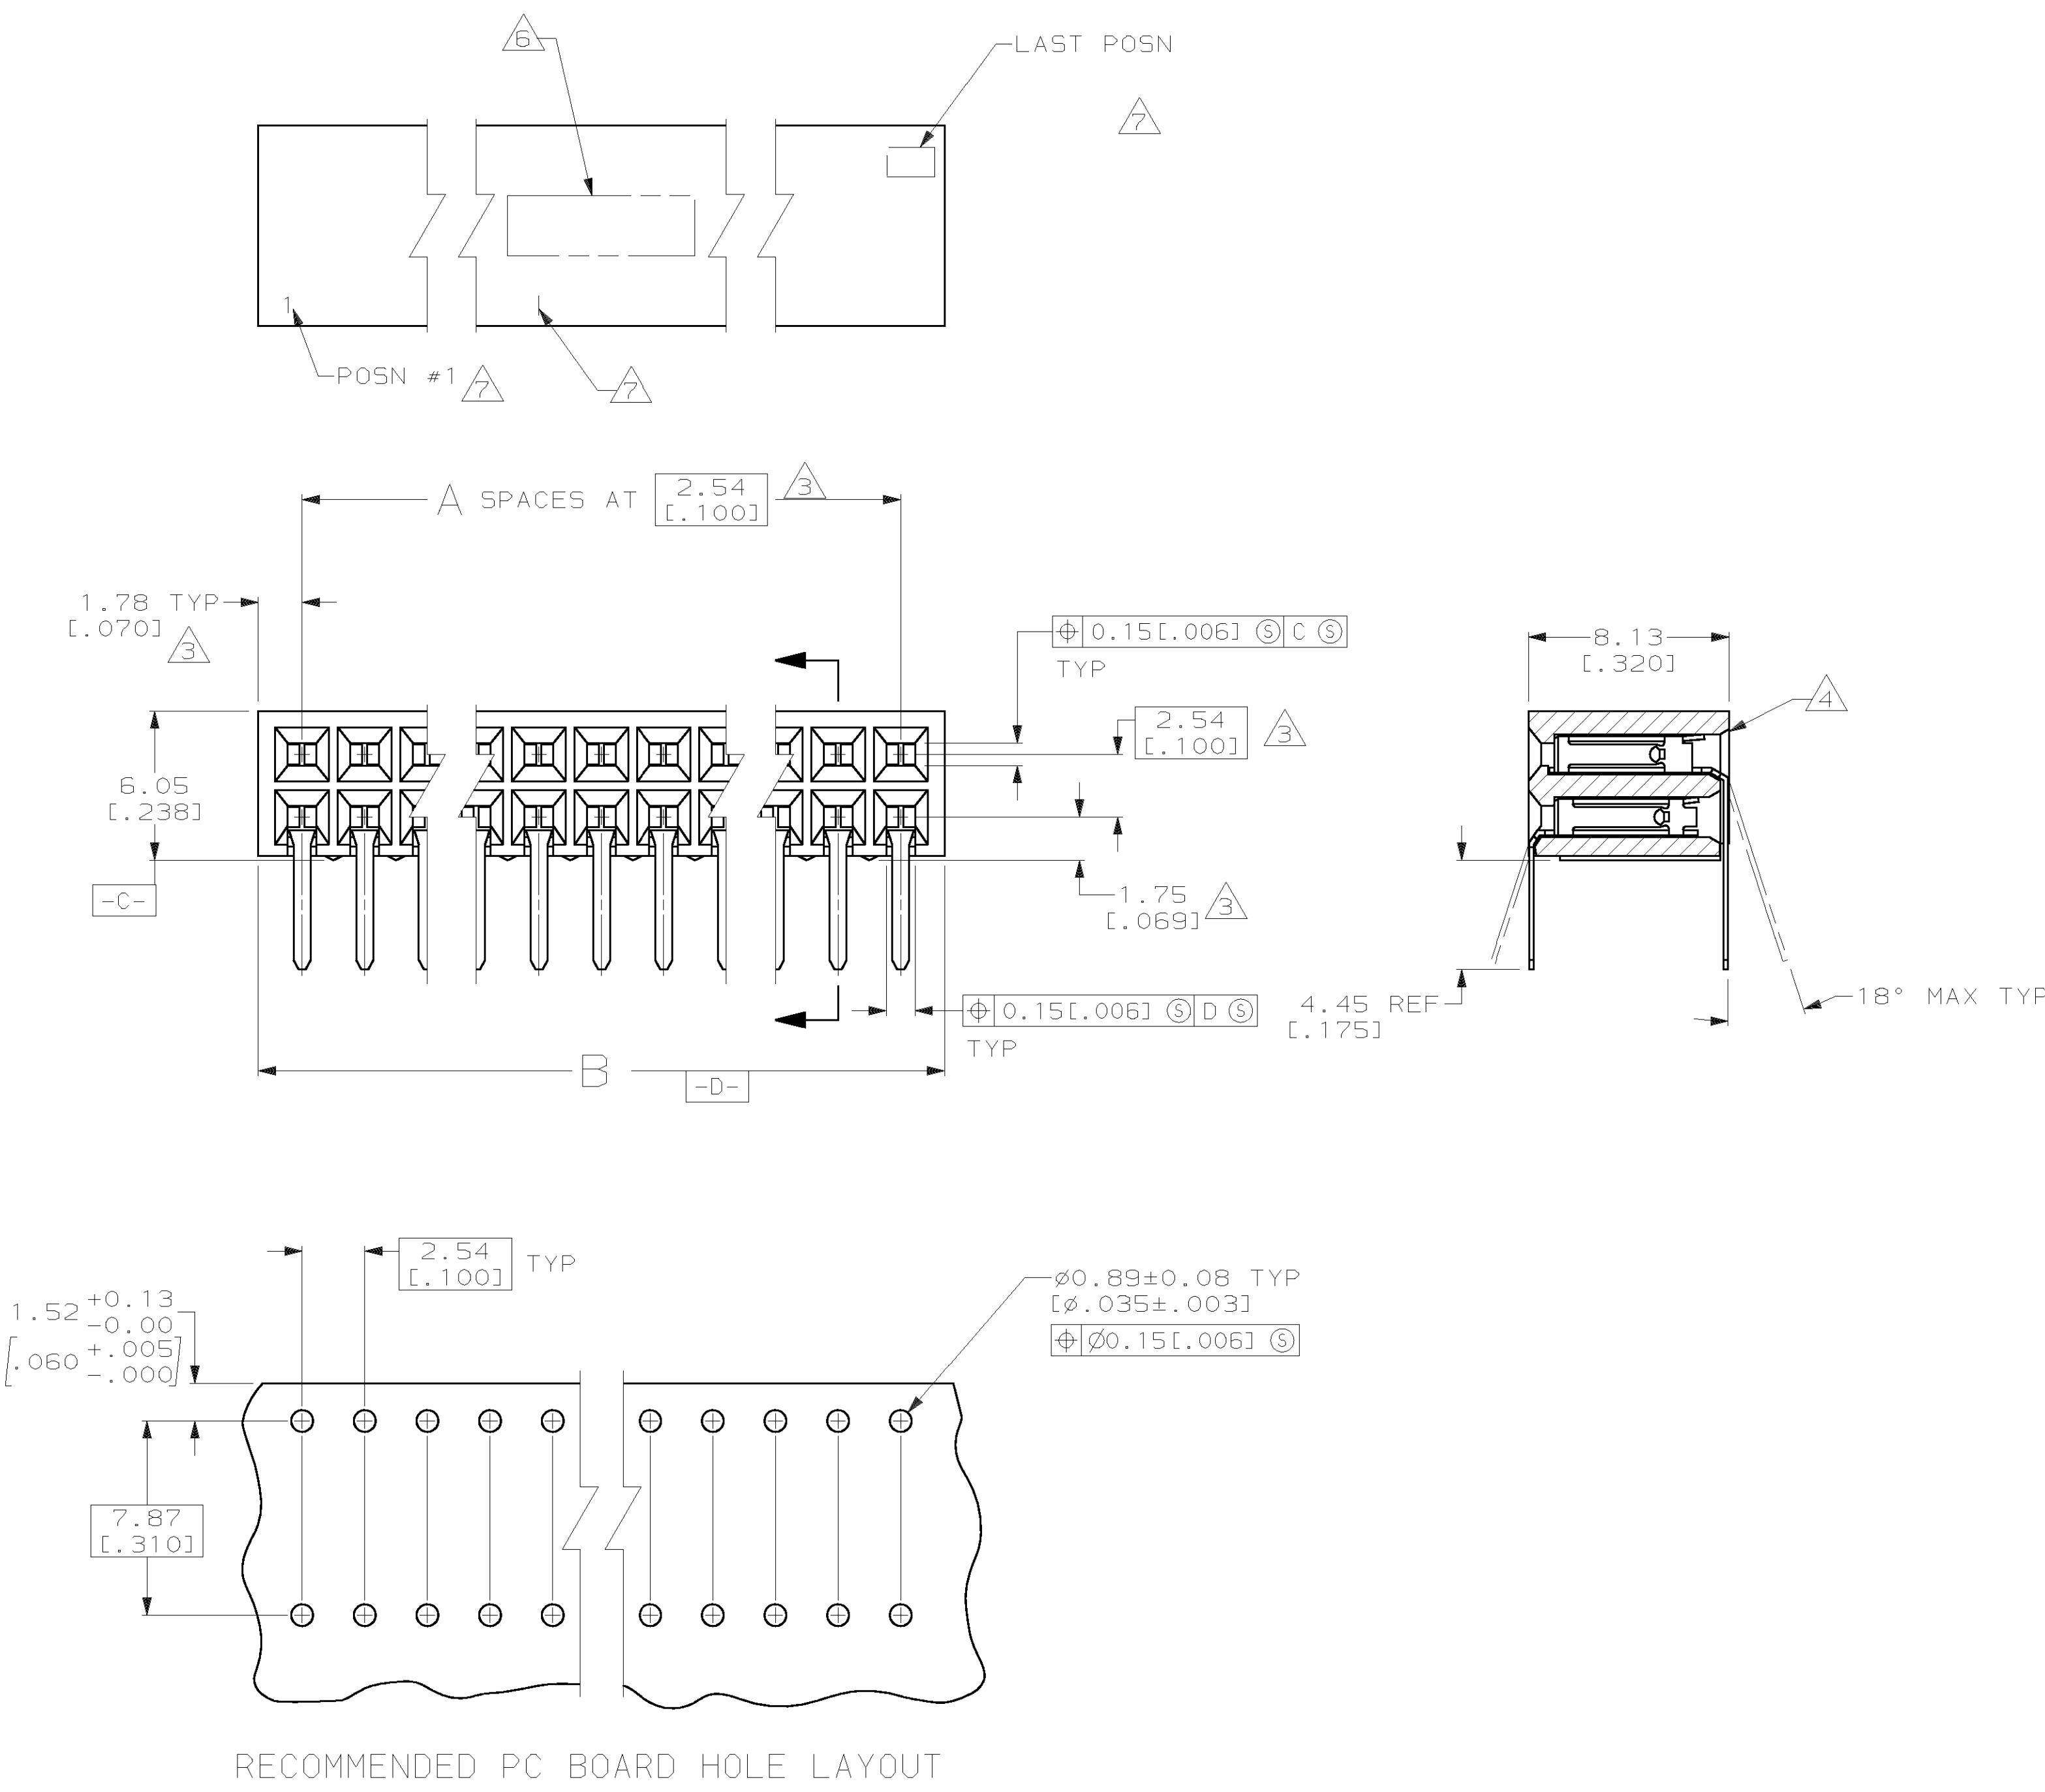 6
LAST POSN
7
1
POSN #1 7
7
A SPACES AT 2.54
[.100]
3
1.78 TYP
[.070]
3
⌖ 0.15[.006] Ⓢ C Ⓢ
TYP
8.13
[.320]
4
2.54
[.100]
3
6.05
[.238]
-C-
1.75
[.069]
3
⌖ 0.15[.006] Ⓢ D Ⓢ
TYP
4.45 REF
[.175]
18° MAX TYP
B
-D-
2.54
[.100]
TYP
1.52 +0.13
-0.00
[.060 +.005
-.000]
⌀0.89±0.08 TYP
[⌀.035±.003]
⌖ ⌀0.15[.006] Ⓢ
7.87
[.310]
RECOMMENDED PC BOARD HOLE LAYOUT